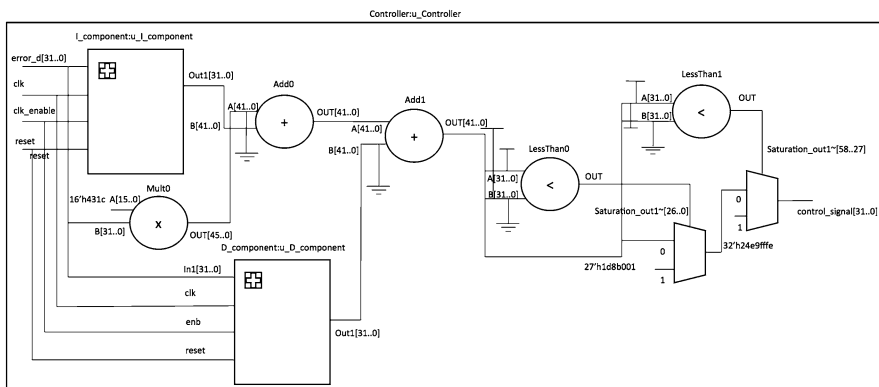 Controller:u_Controller
I_component:u_I_component
error_d[31..0]
clk
clk_enable
reset
reset
Out1[31..0]
Add0
A[41..0]
B[41..0]
+
OUT[41..0]
Add1
A[41..0]
B[41..0]
+
OUT[41..0]
LessThan1
A[31..0]
B[31..0]
<
OUT
LessThan0
A[31..0]
B[31..0]
<
OUT
Saturation_out1~[58..27]
Saturation_out1~[26..0]
0
1
control_signal[31..0]
0
1
32'h24e9fffe
27'h1d8b001
Mult0
16'h431c
A[15..0]
B[31..0]
x
OUT[45..0]
D_component:u_D_component
In1[31..0]
clk
enb
reset
Out1[31..0]